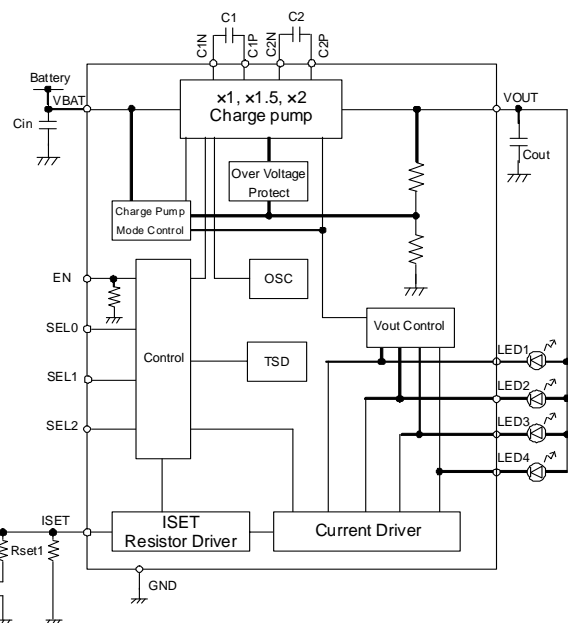 C1
C2
C1N
C1P
C2N
C2P
Battery
VBAT
×1, ×1.5, ×2
Charge pump
VOUT
Cin
Cout
Over Voltage
Protect
Charge Pump
Mode Control
EN
OSC
SEL0
Vout Control
Control
LED1
TSD
SEL1
LED2
SEL2
LED3
LED4
ISET
ISET
Resistor Driver
Current Driver
Rset1
GND